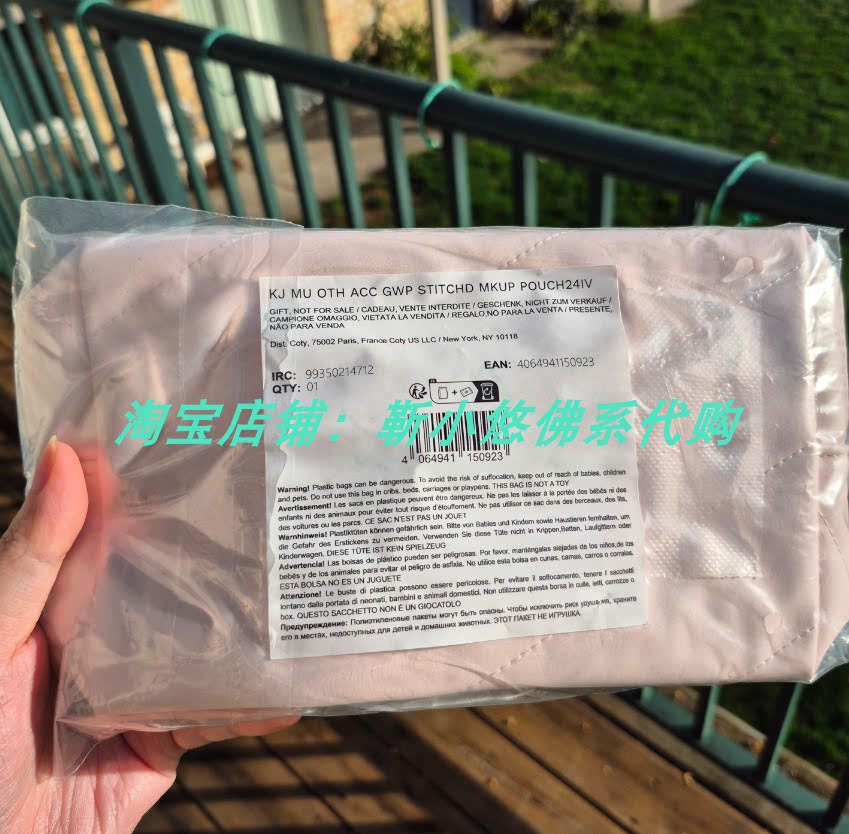 KJ MU OTH ACC GWP STITCHD MKUP POUCH24IV
GIFT, NOT FOR SALE / CADEAU, VENTE INTERDITE / GESCHENK, NICHT ZUM VERKAUF /
CAMPIONE OMAGGIO, VIETATA LA VENDITA / REGALO,NO PARA LA VENTA / PRESENTE,
NÃO PARA VENDA
Dist. Coty, 75002 Paris, France Coty US LLC / New York, NY 10118
IRC: 99350214712 EAN: 4064941150923
QTY: 01
淘宝店铺：靳小悠佛系代购
4 064941 150923
Warning! Plastic bags can be dangerous. To avoid the risk of suffocation, keep out of reach of babies, children
and pets. Do not use this bag in cribs, beds, carriages or playpens. THIS BAG IS NOT A TOY
Avertissement! Les sacs en plastique peuvent être dangereux. Ne pas les laisser à la portée des bébés ni des
enfants ni des animaux pour éviter tout risque d'étouffement. Ne pas utiliser ce sac dans des berceaux, des lits,
des voitures ou les parcs. CE SAC N'EST PAS UN JOUET
Warnhinweis! Plastiktüten können gefährlich sein. Bitte von Babies und Kindern sowie Haustieren fernhalten, um
die Gefahr des Erstickens zu vermeiden. Verwenden Sie diese Tüte nicht in Krippen,Betten, Laufgittern oder
Kinderwagen. DIESE TÜTE IST KEIN SPIELZEUG
Advertencia! Las bolsas de plástico pueden ser peligrosas. Por favor, manténgalas alejadas de los niños,de los
bebés y de los animales para evitar el peligro de asfixia. No utilice esta bolsa en cunas, camas, carros o corrales.
ESTA BOLSA NO ES UN JUGUETE
Attenzione! Le buste di plastica possono essere pericolose. Per evitare il soffocamento, tenere i sacchetti
lontano dalla portata di neonati, bambini e animali domestici. Non utilizzare questa borsa in culle, letti, carrozze o
box. QUESTO SACCHETTO NON È UN GIOCATOLO
Предупреждение: Полиэтиленовые пакеты могут быть опасны. Чтобы исключить риск удушья, храните
его в местах, недоступных для детей и домашних животных. ЭТОТ ПАКЕТ НЕ ИГРУШКА.